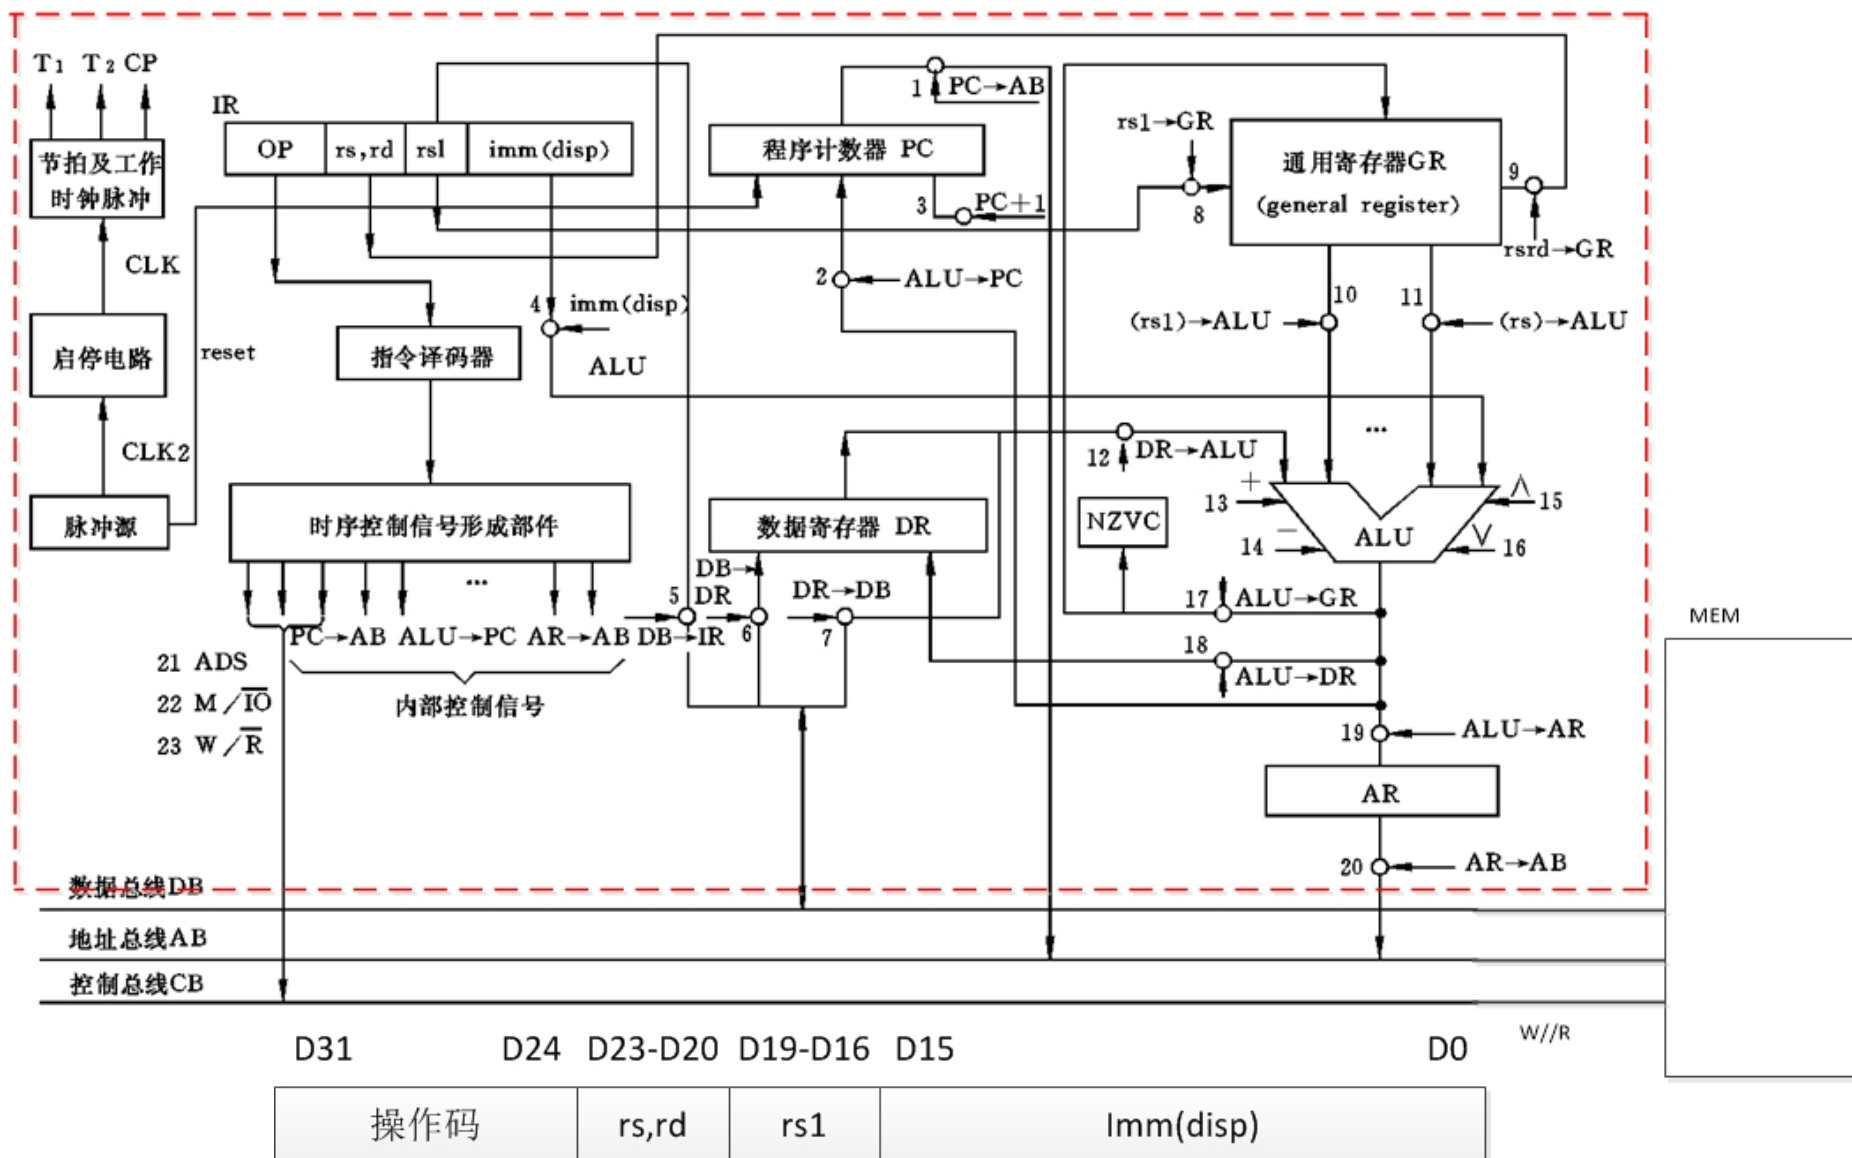 T1 T2 CP
IR
OP rs,rd rsl imm(disp)
节拍及工作
时钟脉冲
CLK
启停电路
reset
CLK2
脉冲源
指令译码器
时序控制信号形成部件
...
PC→AB ALU→PC AR→AB
21 ADS
22 M/I̅O̅
23 W/R̅
内部控制信号
1 PC→AB
程序计数器 PC
3 PC+1
2 ALU→PC
4 imm(disp)
ALU
rs1→GR
8
通用寄存器GR
(general register)
9
rsrd→GR
10 11
(rs1)→ALU (rs)→ALU
...
12 DR→ALU
数据寄存器 DR
DB→
DR
5 DB→IR
6
DR→DB
7
NZVC
+
13
−
14
ALU
∧
15
∨
16
17 ALU→GR
18
ALU→DR
19 ALU→AR
AR
20 AR→AB
MEM
数据总线DB
地址总线AB
控制总线CB
W//R
D31 D24 D23-D20 D19-D16 D15 D0
操作码 rs,rd rs1 Imm(disp)